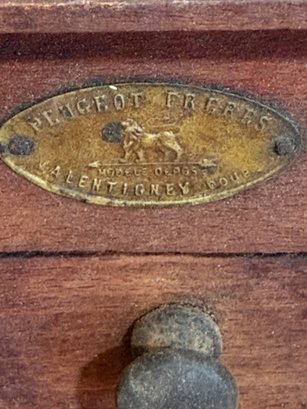 PEUGEOT FRERES
MODELE DEPOSE
VALENTIGNEY